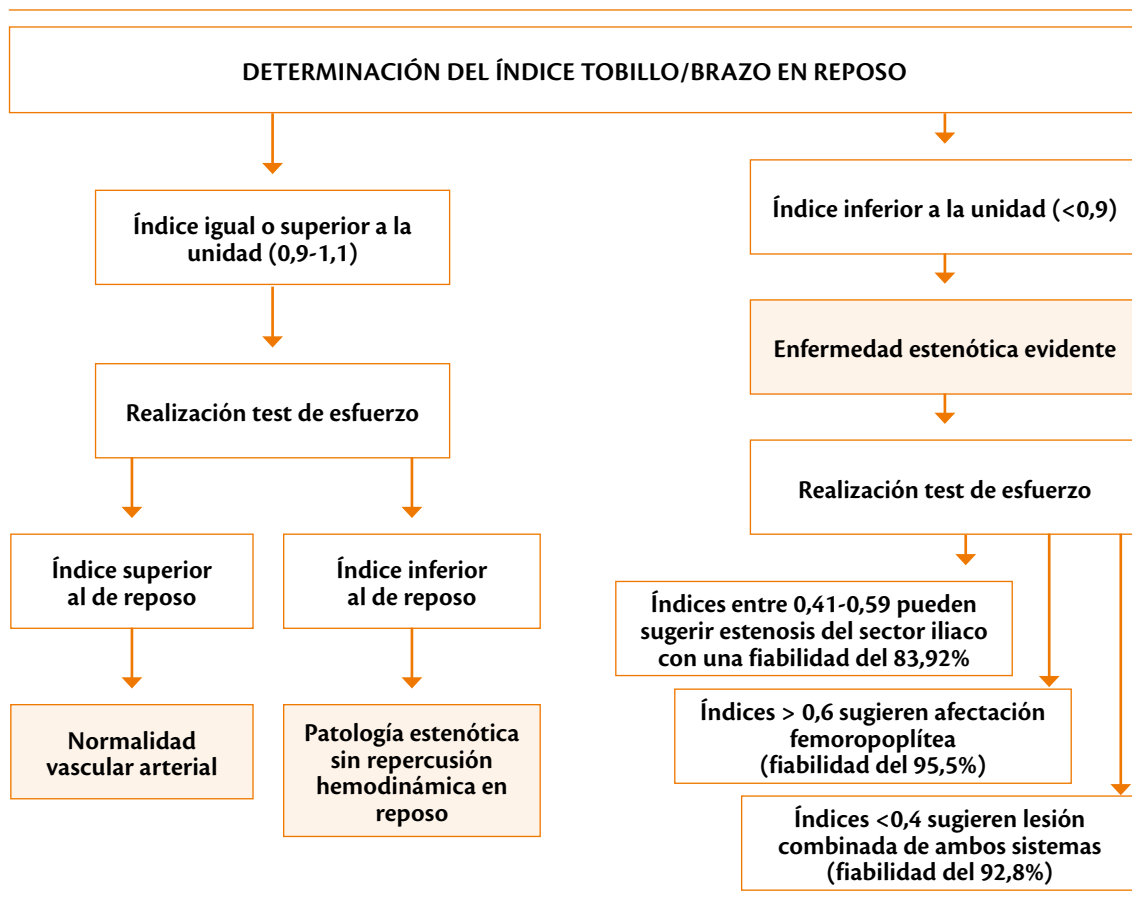 DETERMINACIÓN DEL ÍNDICE TOBILLO/BRAZO EN REPOSO
Índice igual o superior a la
unidad (0,9-1,1)
Realización test de esfuerzo
Índice superior
al de reposo
Normalidad
vascular arterial
Índice inferior
al de reposo
Patología estenótica
sin repercusión
hemodinámica en
reposo
Índice inferior a la unidad (<0,9)
Enfermedad estenótica evidente
Realización test de esfuerzo
Índices entre 0,41-0,59 pueden
sugerir estenosis del sector iliaco
con una fiabilidad del 83,92%
Índices > 0,6 sugieren afectación
femoropoplítea
(fiabilidad del 95,5%)
Índices <0,4 sugieren lesión
combinada de ambos sistemas
(fiabilidad del 92,8%)